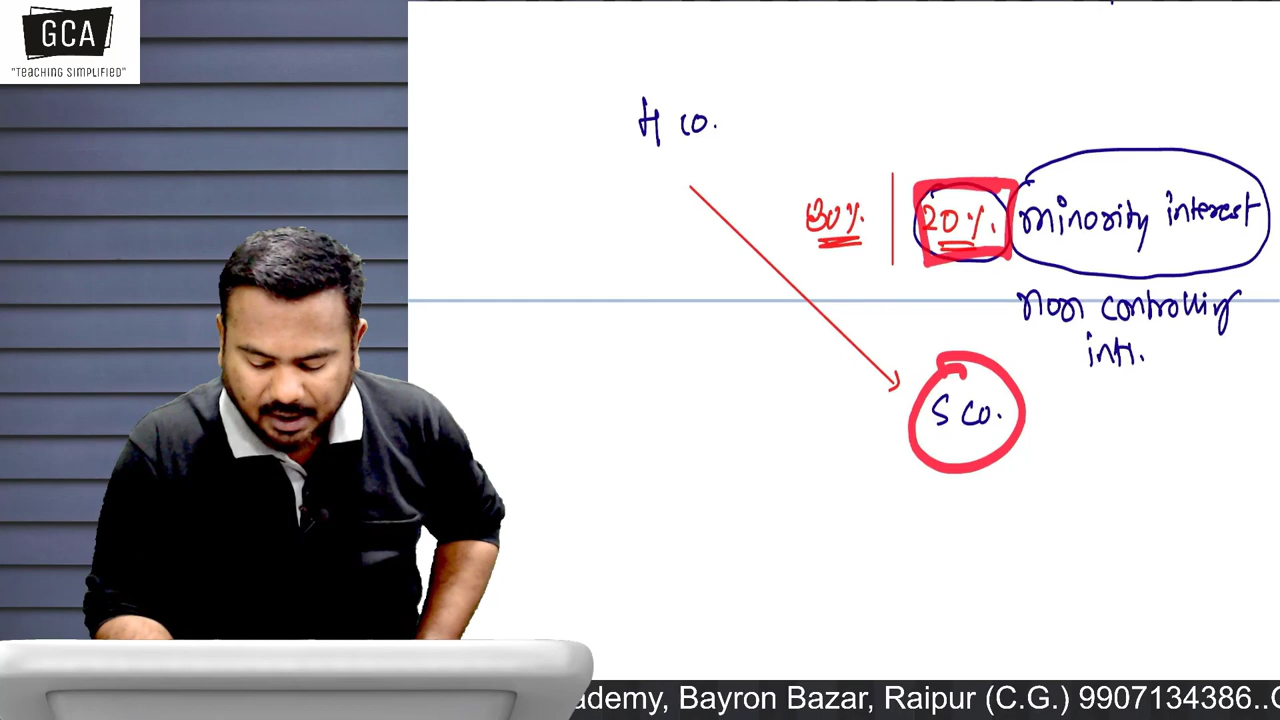 GCA
"Teaching Simplified"
H co.
80%
20%
minority interest
non controlling
intt.
S Co.
ademy, Bayron Bazar, Raipur (C.G.) 9907134386..C